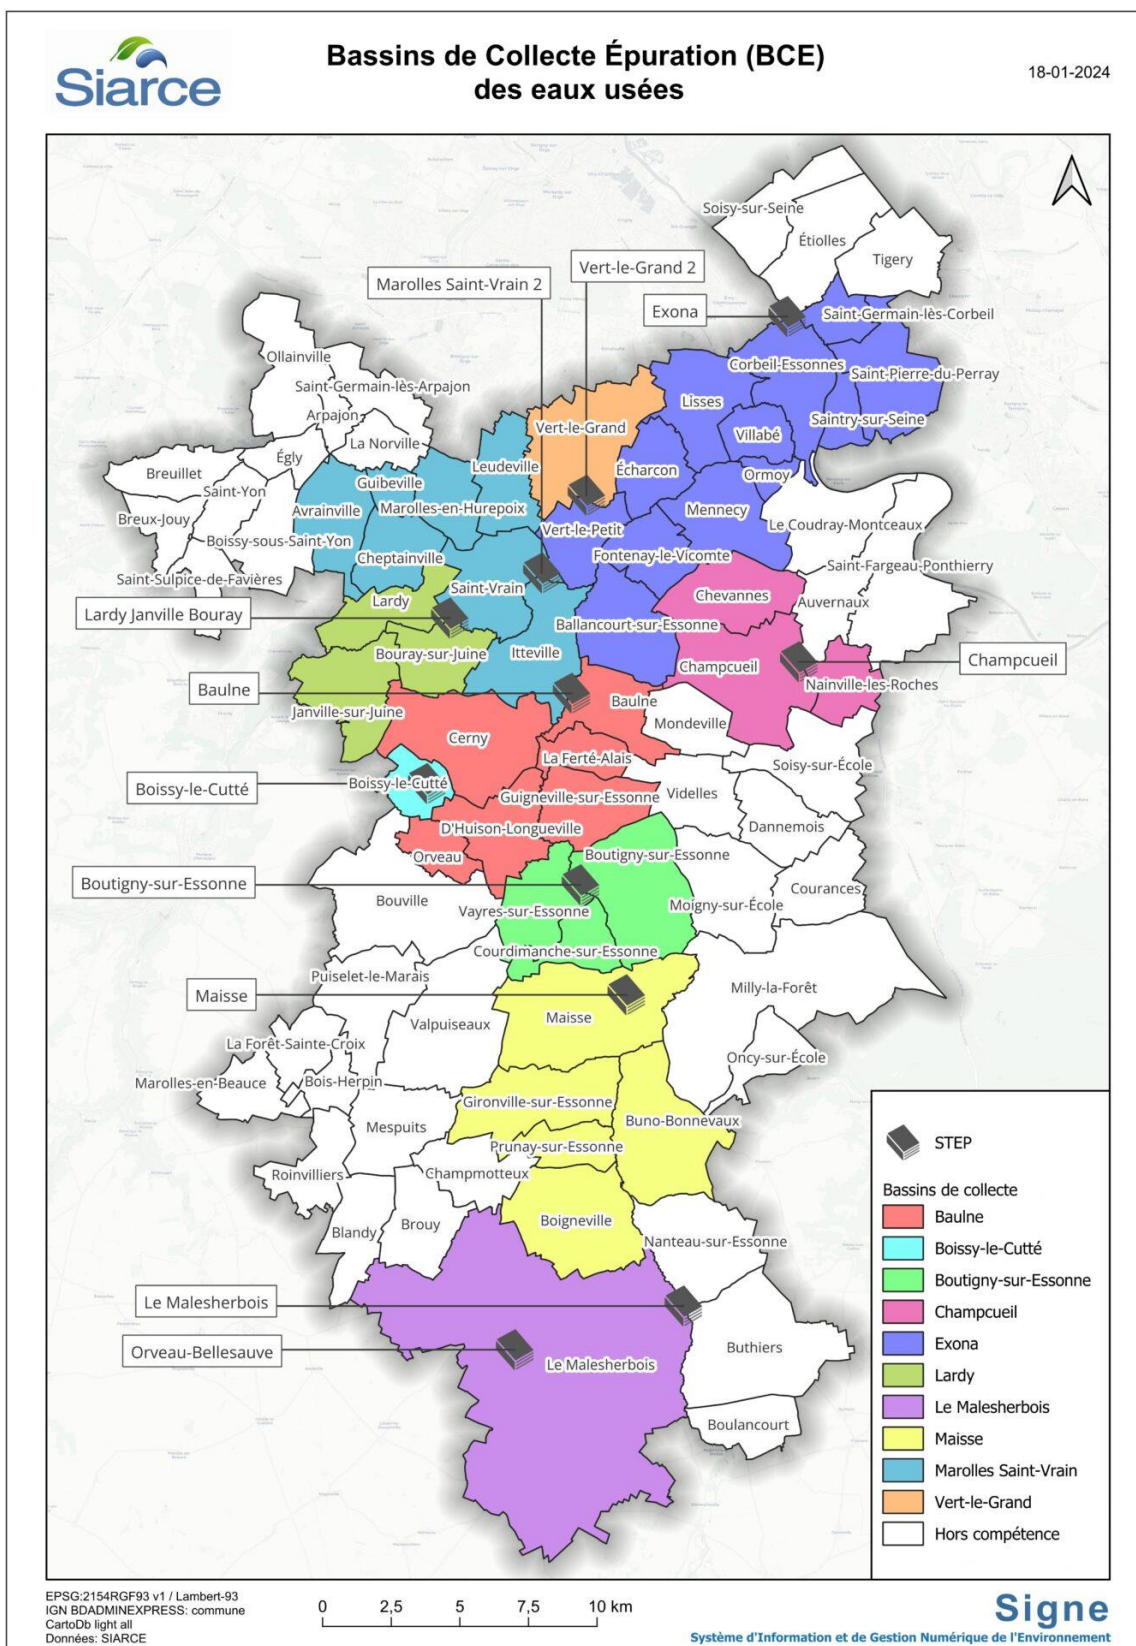 Siarce
Bassins de Collecte Épuration (BCE)
des eaux usées
18-01-2024
Soisy-sur-Seine
Étiolles
Tigery
Vert-le-Grand 2
Marolles Saint-Vrain 2
Exona
Saint-Germain-lès-Corbeil
Ollainville
Corbeil-Essonnes
Saint-Pierre-du-Perray
Saint-Germain-lès-Arpajon
Lisses
Arpajon
Saintry-sur-Seine
Vert-le-Grand
Villabé
La Norville
Égly
Leudeville
Écharcon
Breuillet
Ormoy
Guibeville
Saint-Yon
Marolles-en-Hurepoix
Avrainville
Mennecy
Breux-Jouy
Le Coudray-Montceaux
Vert-le-Petit
Boissy-sous-Saint-Yon
Fontenay-le-Vicomte
Cheptainville
Saint-Fargeau-Ponthierry
Saint-Sulpice-de-Favières
Saint-Vrain
Chevannes
Lardy
Auvernaux
Lardy Janville Bouray
Ballancourt-sur-Essonne
Itteville
Bouray-sur-Juine
Champcueil
Champcueil
Nainville-les-Roches
Baulne
Baulne
Janville-sur-Juine
Mondeville
Cerny
La Ferté-Alais
Soisy-sur-École
Boissy-le-Cutté
Boissy-le-Cutté
Videlles
Guigneville-sur-Essonne
D'Huison-Longueville
Dannemois
Orveau
Boutigny-sur-Essonne
Boutigny-sur-Essonne
Courances
Bouville
Moigny-sur-École
Vayres-sur-Essonne
Courdimanche-sur-Essonne
Puiselet-le-Marais
Milly-la-Forêt
Maisse
Maisse
Valpuiseaux
La Forêt-Sainte-Croix
Oncy-sur-École
Marolles-en-Beauce
Bois-Herpin
Gironville-sur-Essonne
Buno-Bonnevaux
Mespuits
Prunay-sur-Essonne
Roinvilliers
Champmotteux
Boigneville
Blandy
Brouy
Nanteau-sur-Essonne
Le Malesherbois
Orveau-Bellesauve
Buthiers
Le Malesherbois
Boulancourt
STEP
Bassins de collecte
Baulne
Boissy-le-Cutté
Boutigny-sur-Essonne
Champcueil
Exona
Lardy
Le Malesherbois
Maisse
Marolles Saint-Vrain
Vert-le-Grand
Hors compétence
EPSG:2154RGF93 v1 / Lambert-93
IGN BDADMINEXPRESS: commune
CartoDb light all
Données: SIARCE
0 2,5 5 7,5 10 km
Signe
Système d'Information et de Gestion Numérique de l'Environnement